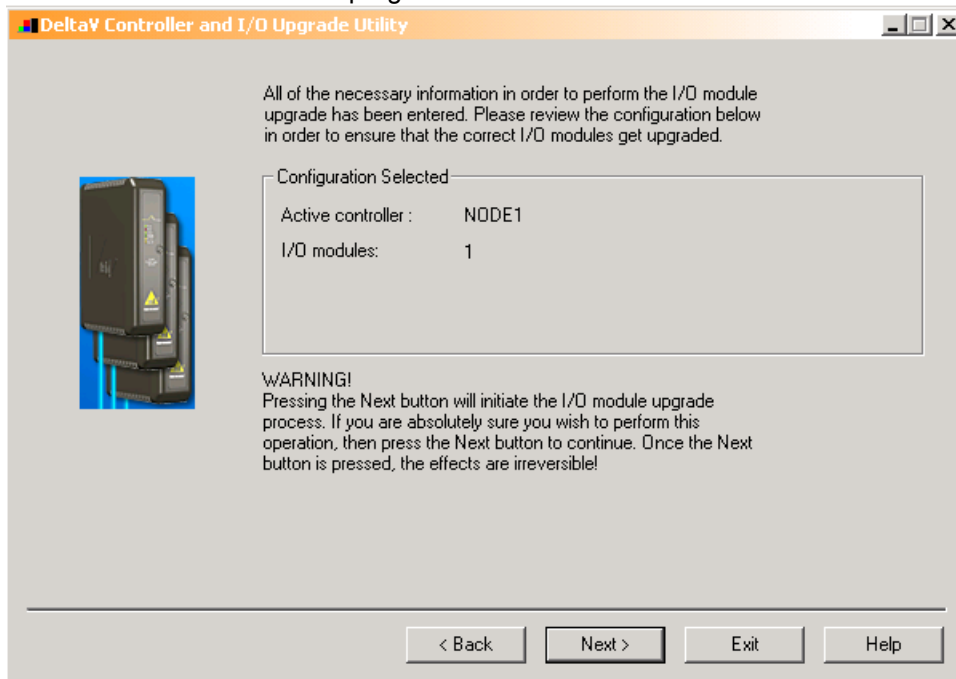 DeltaV Controller and I/O Upgrade Utility
All of the necessary information in order to perform the I/O module
upgrade has been entered. Please review the configuration below
in order to ensure that the correct I/O modules get upgraded.
Configuration Selected
Active controller : NODE1
I/O modules: 1
WARNING!
Pressing the Next button will initiate the I/O module upgrade
process. If you are absolutely sure you wish to perform this
operation, then press the Next button to continue. Once the Next
button is pressed, the effects are irreversible!
< Back Next > Exit Help